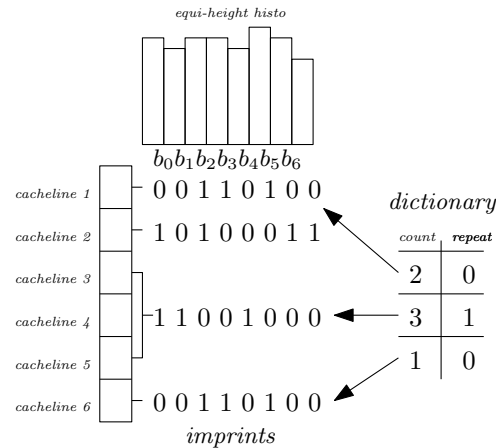 equi-height histo
b0b1b2b3b4b5b6
cacheline 1
0 0 1 1 0 1 0 0
cacheline 2
1 0 1 0 0 0 1 1
cacheline 3
cacheline 4
1 1 0 0 1 0 0 0
cacheline 5
cacheline 6
0 0 1 1 0 1 0 0
imprints
dictionary
count repeat
2 0
3 1
1 0